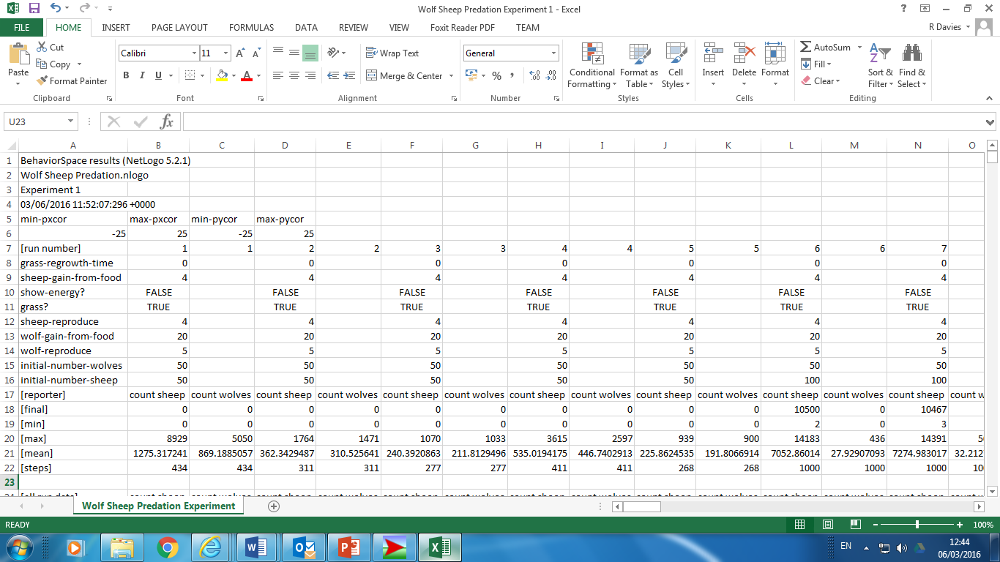 Wolf Sheep Predation Experiment 1 - Excel
FILE HOME INSERT PAGE LAYOUT FORMULAS DATA REVIEW VIEW Foxit Reader PDF TEAM R Davies
Paste Cut Copy Format Painter Clipboard
Calibri 11 B I U A Font
Wrap Text Merge & Center Alignment
General % , Number
Conditional Formatting Format as Table Cell Styles Styles
Insert Delete Format Cells
AutoSum Fill Clear Sort & Filter Find & Select Editing
U23 fx
A B C D E F G H I J K L M N O
1 BehaviorSpace results (NetLogo 5.2.1)
2 Wolf Sheep Predation.nlogo
3 Experiment 1
4 03/06/2016 11:52:07:296 +0000
5 min-pxcor max-pxcor min-pycor max-pycor
6 -25 25 -25 25
7 [run number] 1 1 2 2 3 3 4 4 5 5 6 6 7
8 grass-regrowth-time 0 0 0 0 0 0 0
9 sheep-gain-from-food 4 4 4 4 4 4 4
10 show-energy? FALSE FALSE FALSE FALSE FALSE FALSE FALSE
11 grass? TRUE TRUE TRUE TRUE TRUE TRUE TRUE
12 sheep-reproduce 4 4 4 4 4 4 4
13 wolf-gain-from-food 20 20 20 20 20 20 20
14 wolf-reproduce 5 5 5 5 5 5 5
15 initial-number-wolves 50 50 50 50 50 50 50
16 initial-number-sheep 50 50 50 50 50 100 100
17 [reporter] count sheep count wolves count sheep count wolves count sheep count wolves count sheep count wolves count sheep count wolves count sheep count wolves count sheep count w
18 [final] 0 0 0 0 0 0 0 0 0 0 10500 0 10467
19 [min] 0 0 0 0 0 0 0 0 0 0 2 0 3
20 [max] 8929 5050 1764 1471 1070 1033 3615 2597 939 900 14183 436 14391 5
21 [mean] 1275.317241 869.1885057 362.3429487 310.525641 240.3920863 211.8129496 535.0194175 446.7402913 225.8624535 191.8066914 7052.86014 27.92907093 7274.983017 32.212
22 [steps] 434 434 311 311 277 277 411 411 268 268 1000 1000 1000 10
23
Wolf Sheep Predation Experiment
READY 100%
EN 12:44
06/03/2016